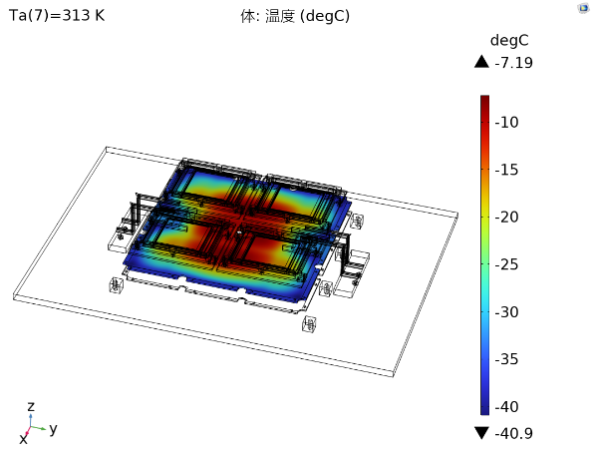 Ta(7)=313 K
体: 温度 (degC)
degC
▲ -7.19
-10
-15
-20
-25
-30
-35
-40
▼ -40.9
z
y
x